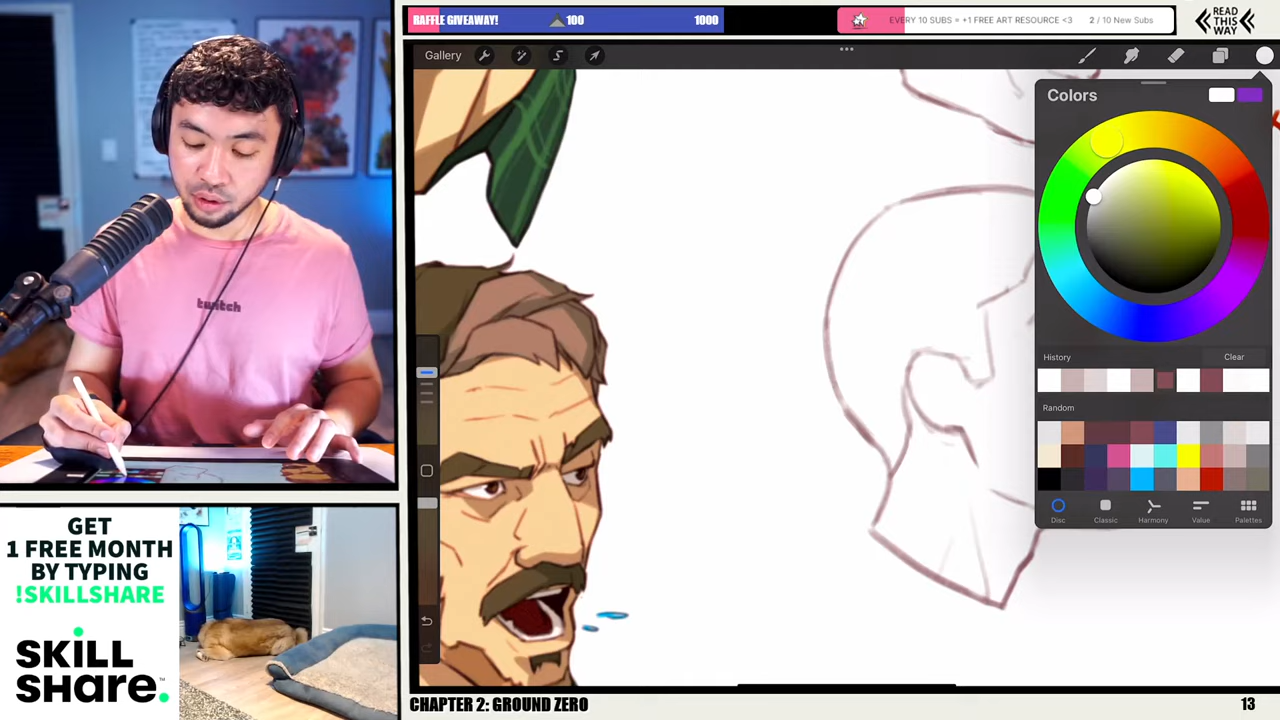 RAFFLE GIVEAWAY!
100
1000
EVERY 10 SUBS = +1 FREE ART RESOURCE <3
2 / 10 New Subs
READ
THIS
WAY
Gallery
Colors
History
Clear
Random
Disc
Classic
Harmony
Value
Palettes
twitch
GET
1 FREE MONTH
BY TYPING
!SKILLSHARE
SKILL
SHare.
CHAPTER 2: GROUND ZERO
13